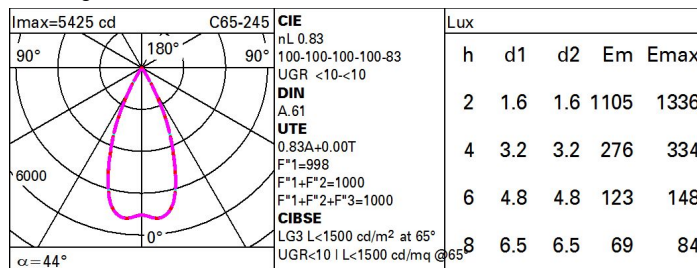 Imax=5425 cd C65-245
90° 180° 90°
6000
0°
α=44°
CIE
nL 0.83
100-100-100-100-83
UGR <10-<10
DIN
A.61
UTE
0.83A+0.00T
F"1=998
F"1+F"2=1000
F"1+F"2+F"3=1000
CIBSE
LG3 L<1500 cd/m² at 65°
UGR<10 | L<1500 cd/mq @65°
Lux
h d1 d2 Em Emax
2 1.6 1.6 1105 1336
4 3.2 3.2 276 334
6 4.8 4.8 123 148
8 6.5 6.5 69 84